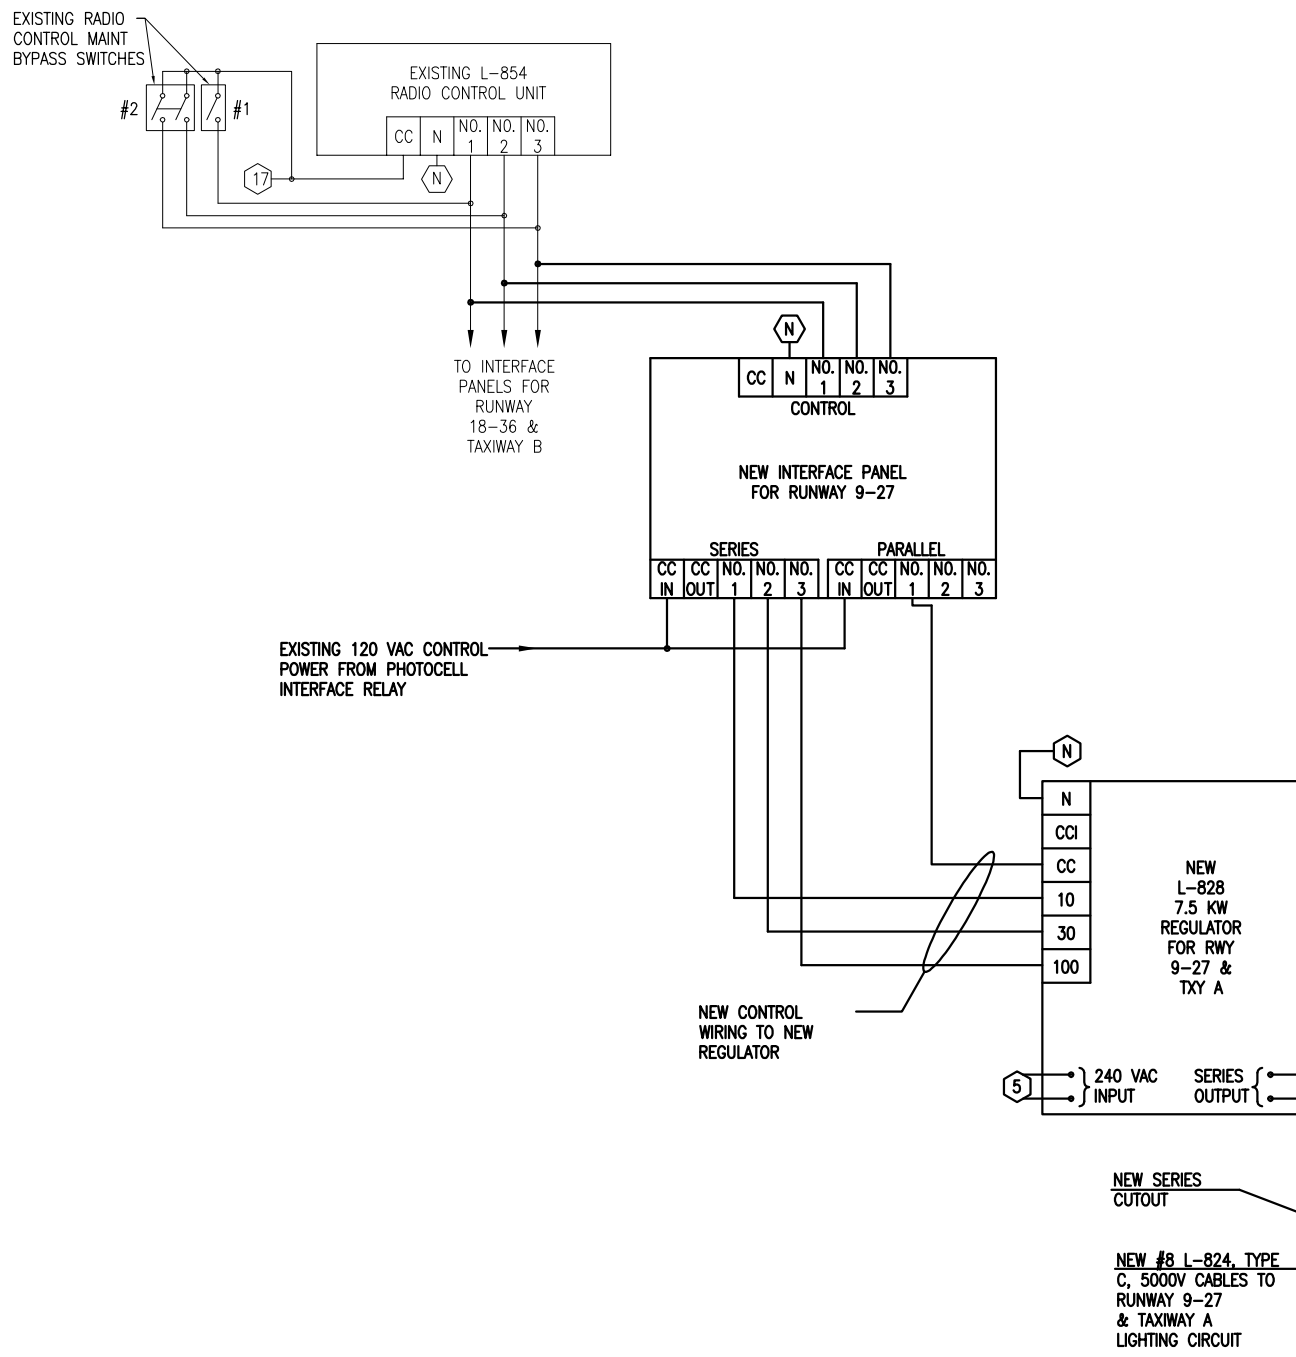 EXISTING RADIO
CONTROL MAINT
BYPASS SWITCHES
#2
#1
EXISTING L-854
RADIO CONTROL UNIT
CC
N
NO.
1
NO.
2
NO.
3
17
N
TO INTERFACE
PANELS FOR
RUNWAY
18-36 &
TAXIWAY B
N
CC
N
NO.
1
NO.
2
NO.
3
CONTROL
NEW INTERFACE PANEL
FOR RUNWAY 9-27
SERIES
CC
IN
CC
OUT
NO.
1
NO.
2
NO.
3
PARALLEL
CC
IN
CC
OUT
NO.
1
NO.
2
NO.
3
EXISTING 120 VAC CONTROL
POWER FROM PHOTOCELL
INTERFACE RELAY
N
N
CCI
CC
10
30
100
NEW
L-828
7.5 KW
REGULATOR
FOR RWY
9-27 &
TXY A
NEW CONTROL
WIRING TO NEW
REGULATOR
5
240 VAC
INPUT
SERIES
OUTPUT
NEW SERIES
CUTOUT
NEW #8 L-824, TYPE
C, 5000V CABLES TO
RUNWAY 9-27
& TAXIWAY A
LIGHTING CIRCUIT